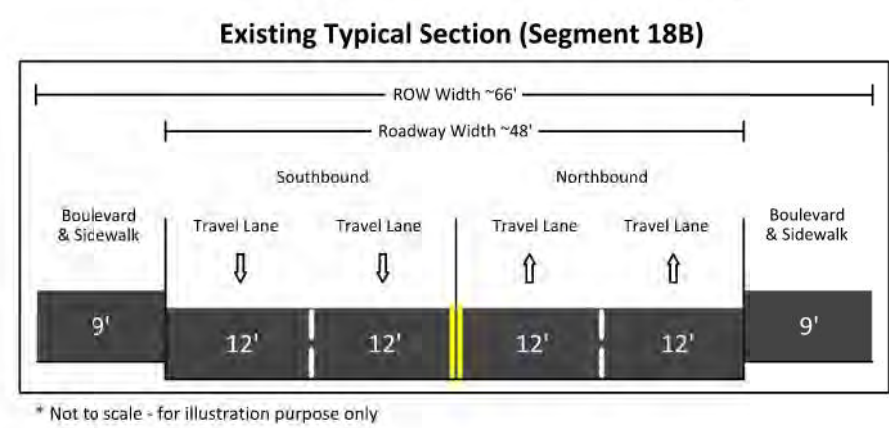 Existing Typical Section (Segment 18B)
ROW Width ~66'
Roadway Width ~48'
Southbound
Northbound
Boulevard
& Sidewalk
Travel Lane
Travel Lane
Travel Lane
Travel Lane
Boulevard
& Sidewalk
9'
12'
12'
12'
12'
9'
* Not to scale - for illustration purpose only